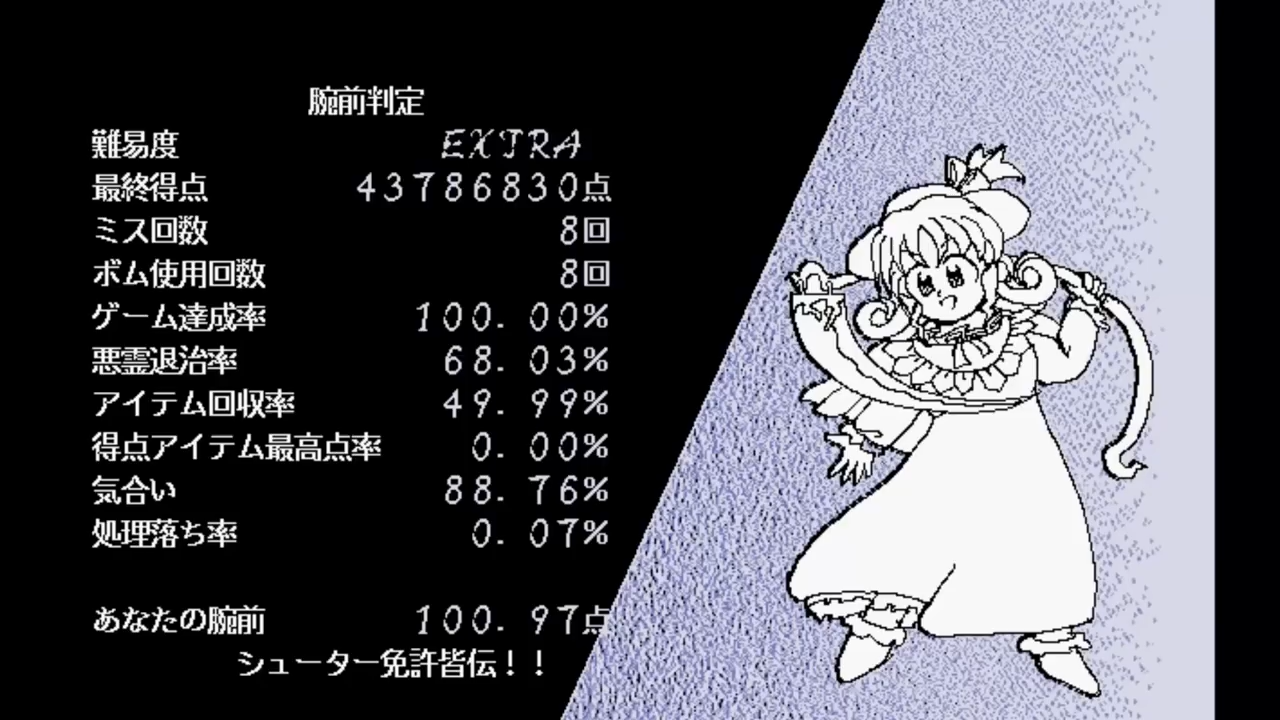 腕前判定
難易度 EXTRA
最終得点 43786830点
ミス回数 8回
ボム使用回数 8回
ゲーム達成率 100.00%
悪霊退治率 68.03%
アイテム回収率 49.99%
得点アイテム最高点率 0.00%
気合い 88.76%
処理落ち率 0.07%
あなたの腕前 100.97点
シューター免許皆伝！！